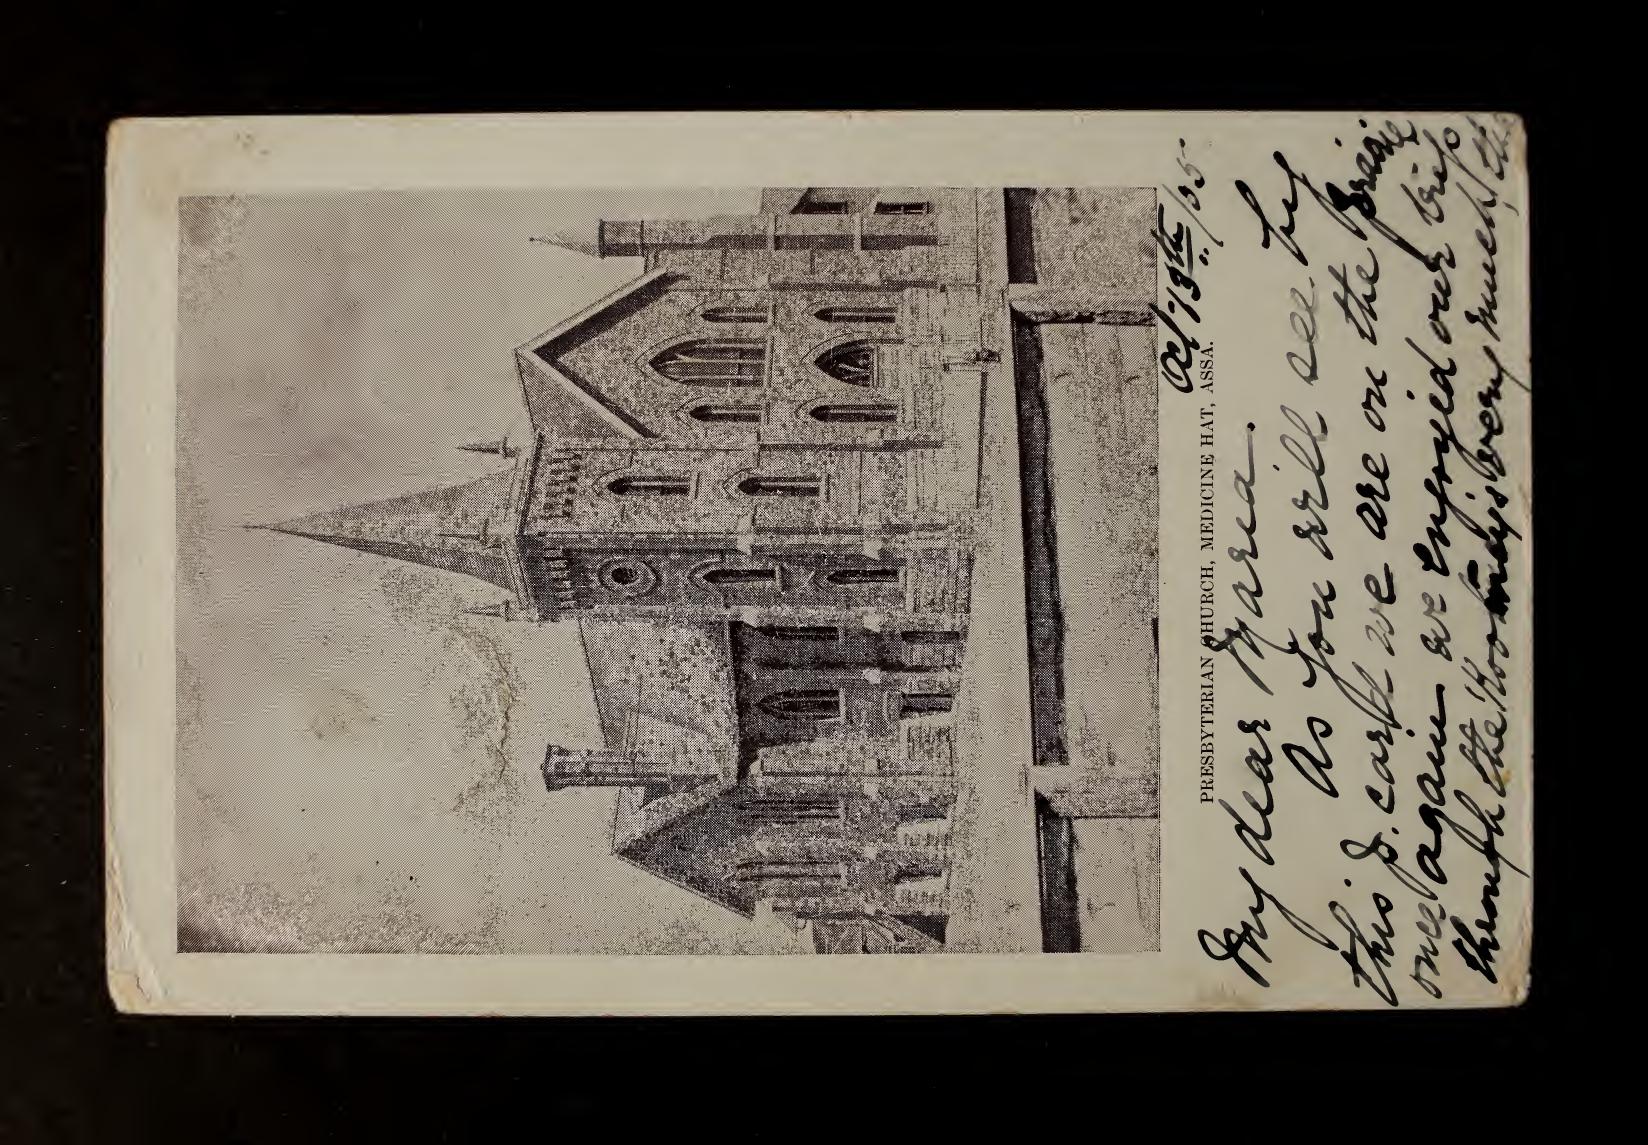 Oct 13th/05
PRESBYTERIAN CHURCH, MEDICINE HAT, ASSA.
My dear Maria.
As you will see by
this P. card we are on the Prairie
once again we enjoyed our trip
through the Kootnays very much, the